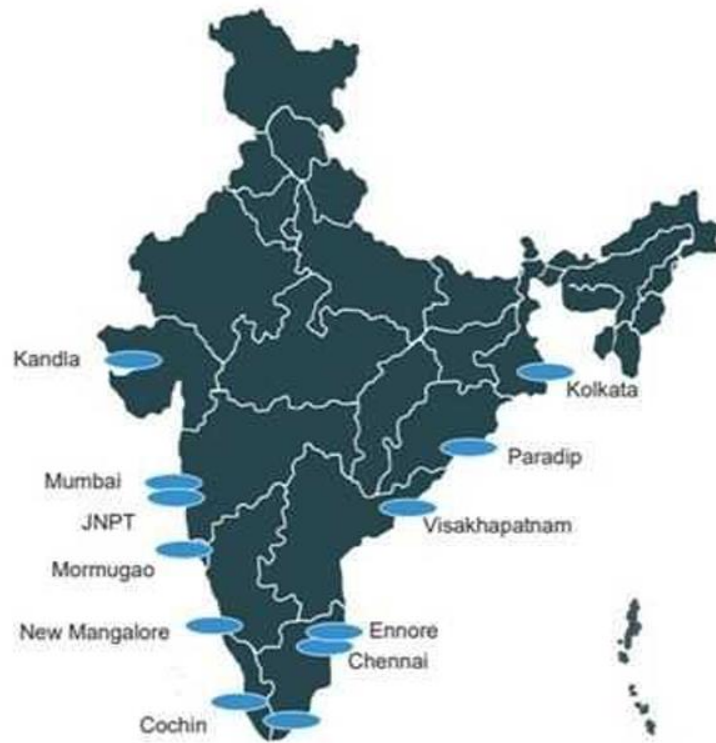 Kandla
Kolkata
Paradip
Mumbai
JNPT
Visakhapatnam
Mormugao
New Mangalore
Ennore
Chennai
Cochin